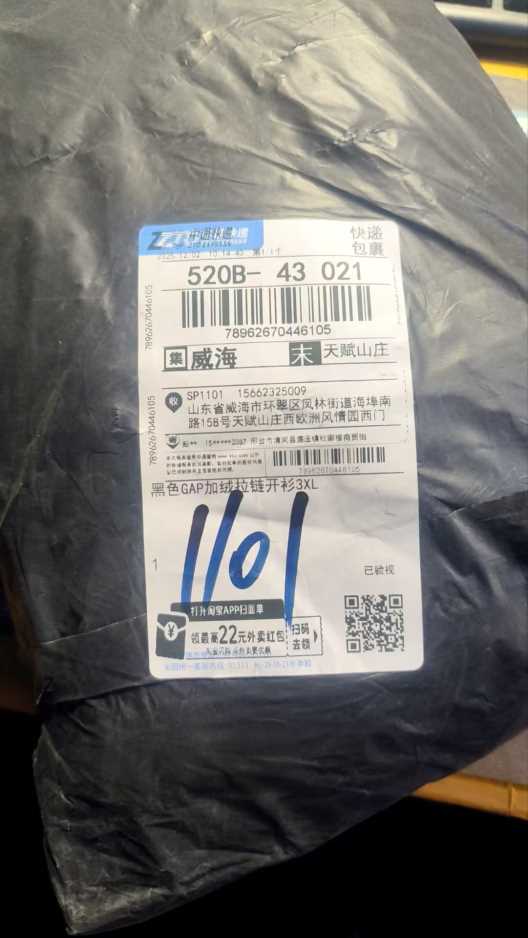 中通快递
快递
包裹
520B- 43 021
78962670446105
78962670446105
集 威海
末 天赋山庄
收 SP1101 15662325009
山东省威海市环翠区凤林街道海埠南
路158号天赋山庄西欧洲风情园西门
78962670446105
78962670446105
黑色GAP加绒拉链开衫3XL
1101
1
已验视
打开淘宝APP扫面单
领最高22元外卖红包
扫码
去领